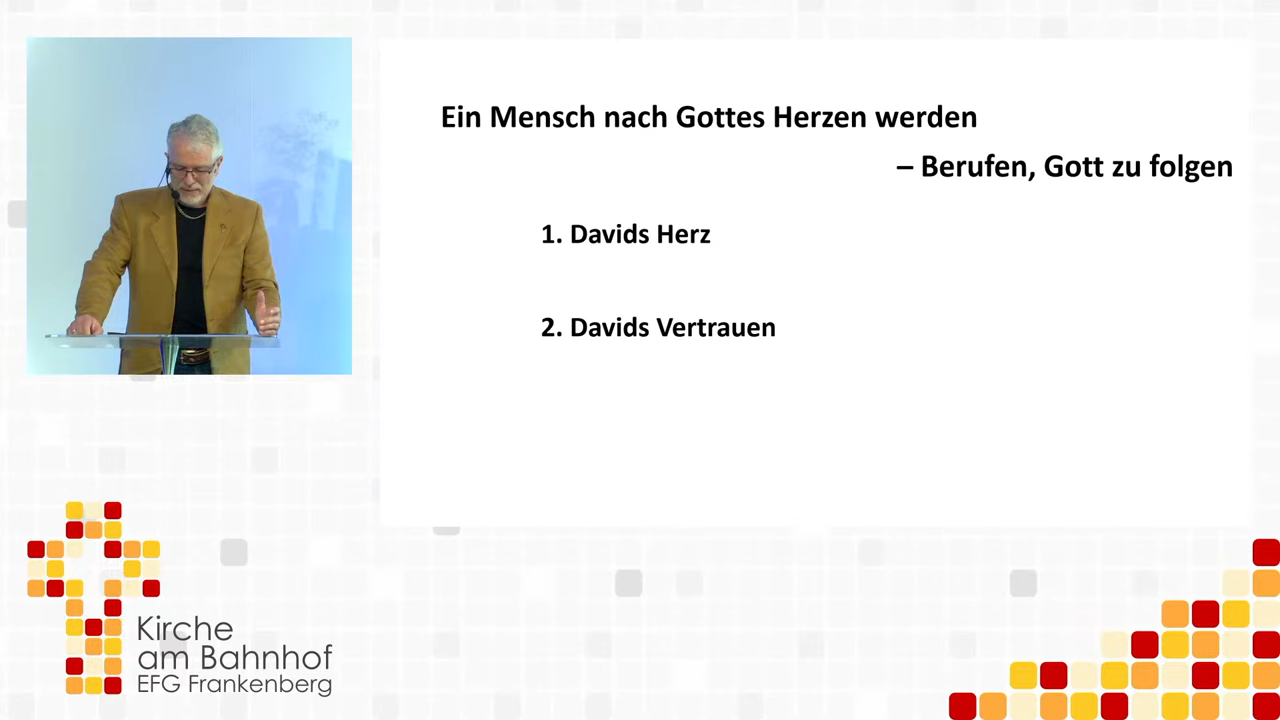 Ein Mensch nach Gottes Herzen werden
– Berufen, Gott zu folgen
1. Davids Herz
2. Davids Vertrauen
Kirche
am Bahnhof
EFG Frankenberg